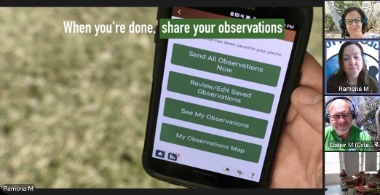 When you're done, share your observations
Send All Observations
Now
Review/Edit Saved
Observations
See My Observations
My Observations Map
Ramona M
Ramona M